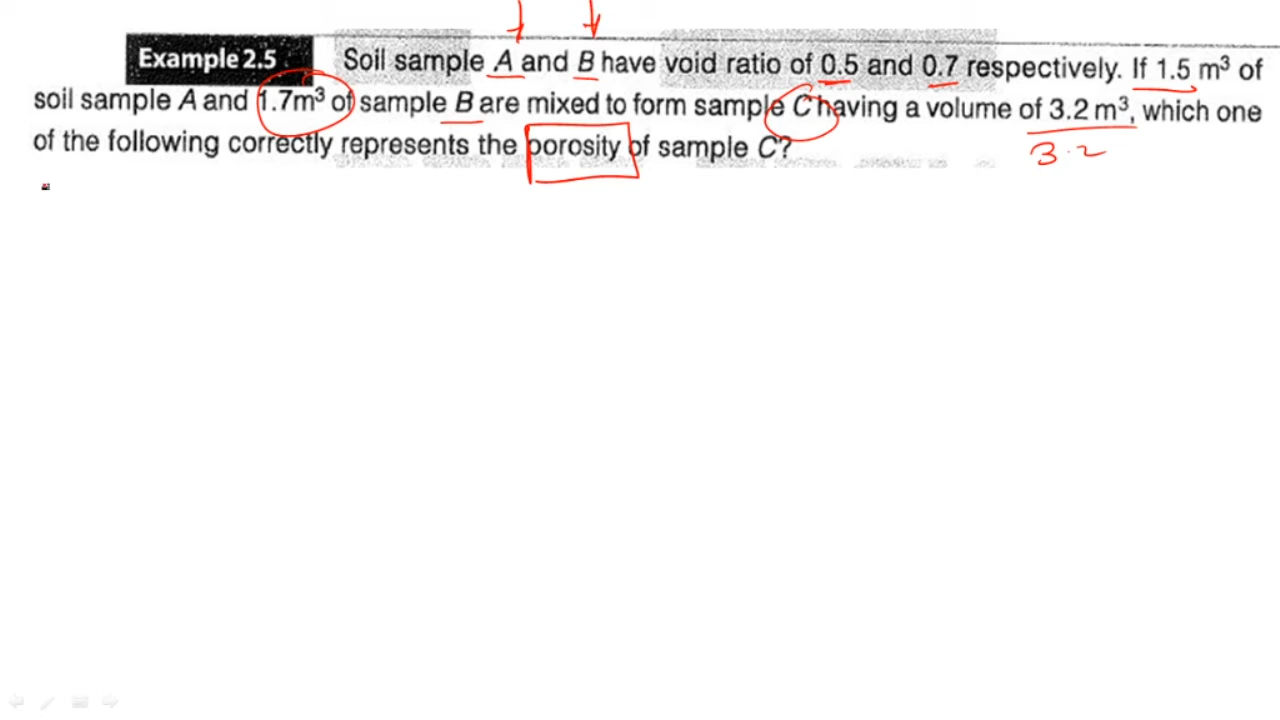 Example 2.5 Soil sample A and B have void ratio of 0.5 and 0.7 respectively. If 1.5 m³ of
soil sample A and 1.7m³ of sample B are mixed to form sample C having a volume of 3.2 m³, which one
of the following correctly represents the porosity of sample C?
3.2